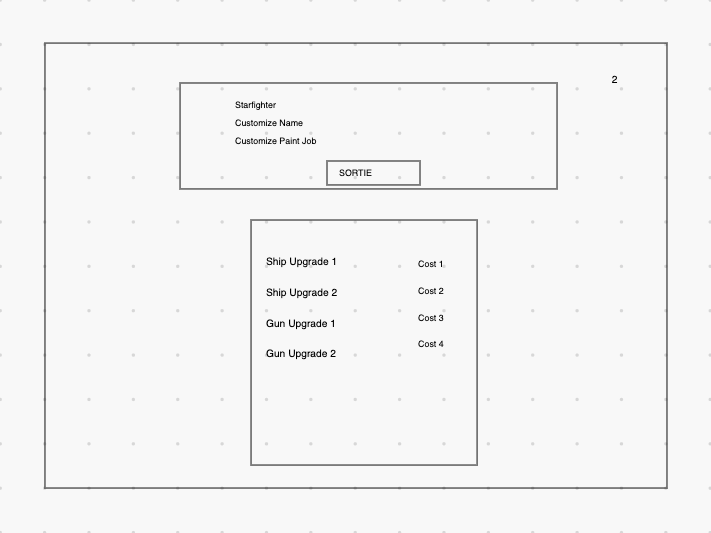 2
Starfighter
Customize Name
Customize Paint Job
SORTIE
Ship Upgrade 1 Cost 1
Ship Upgrade 2 Cost 2
Gun Upgrade 1 Cost 3
Gun Upgrade 2 Cost 4